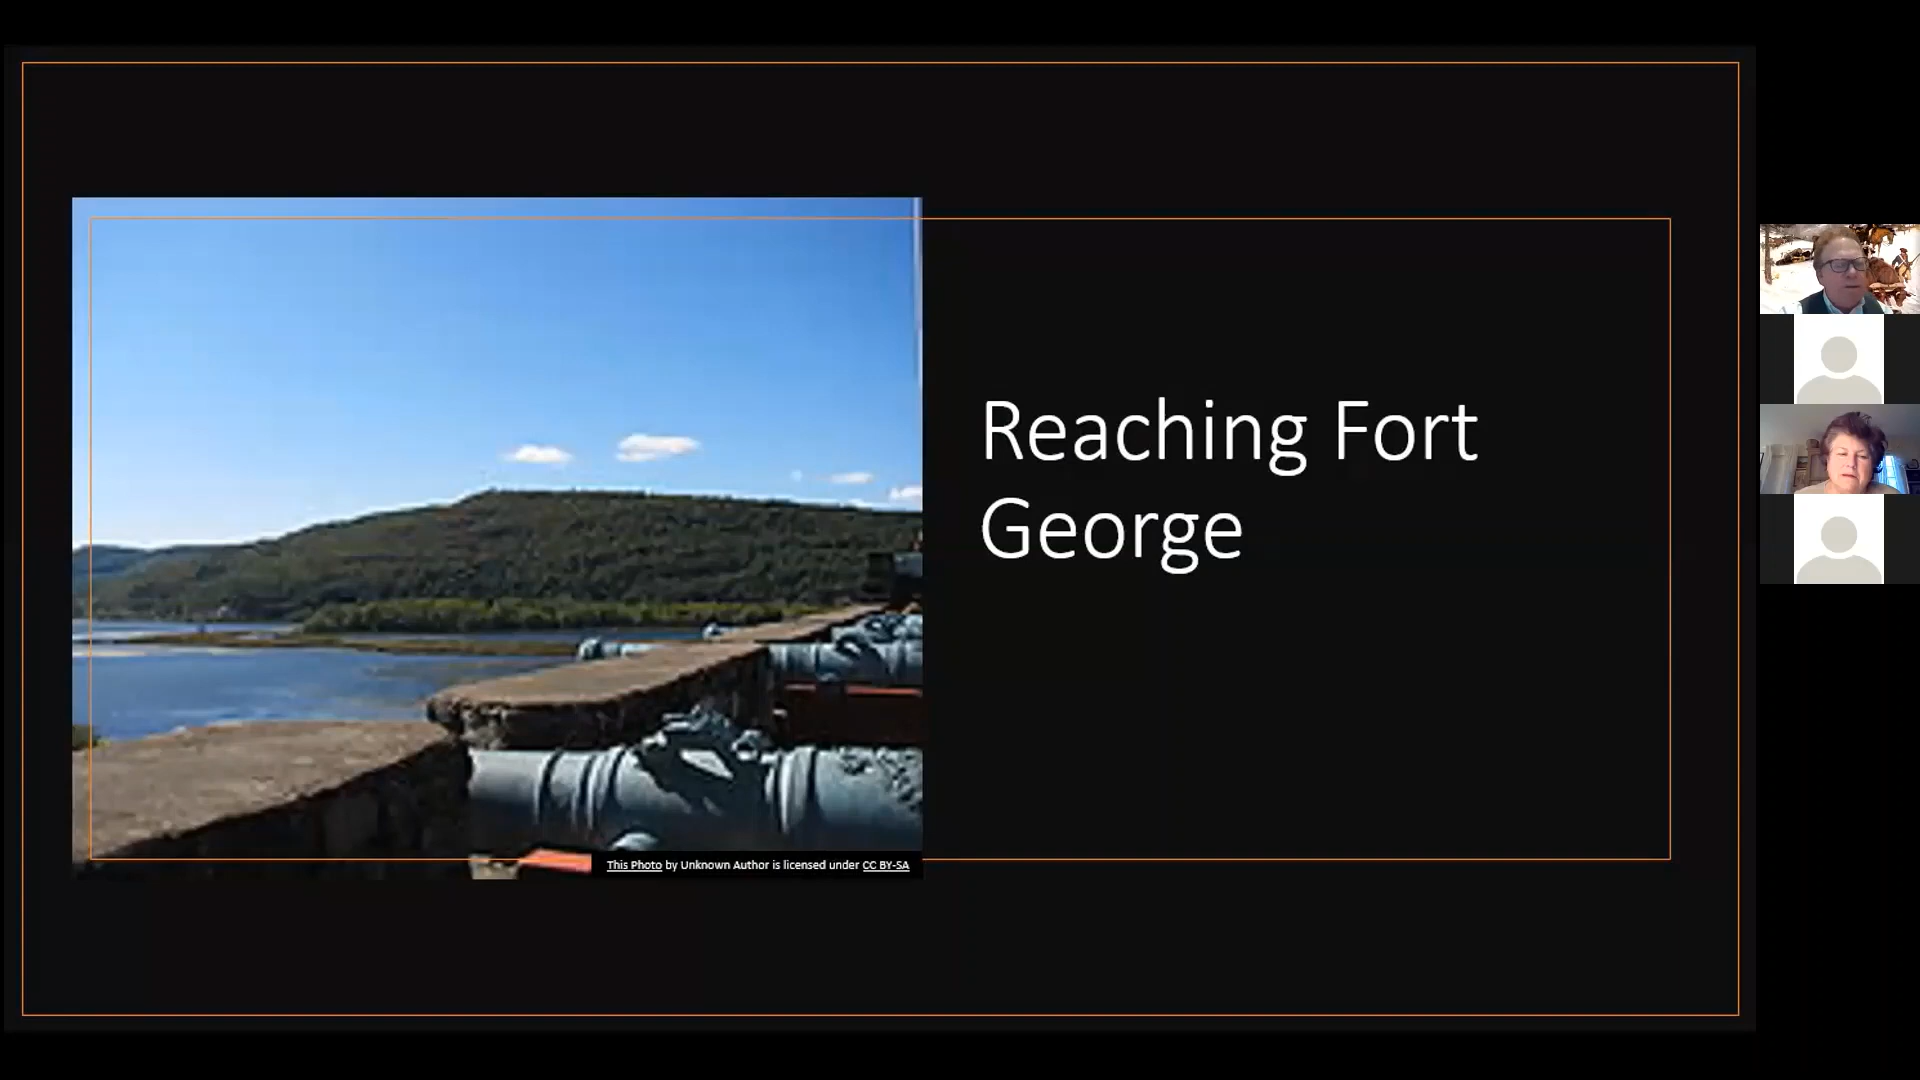 Reaching Fort
George
This Photo by Unknown Author is licensed under CC BY-SA